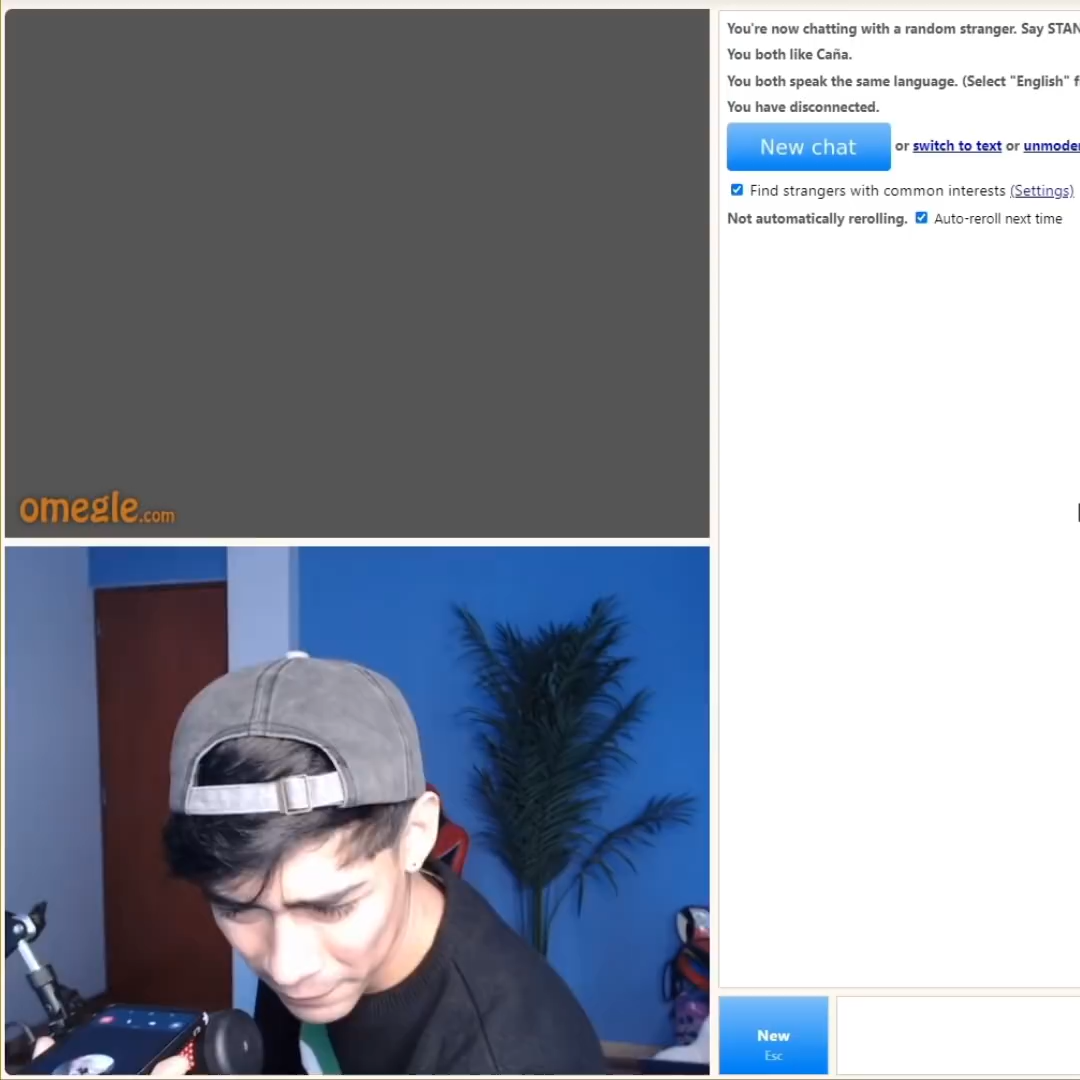 You're now chatting with a random stranger. Say STAN
You both like Caña.
You both speak the same language. (Select "English" f
You have disconnected.
New chat or switch to text or unmoder
Find strangers with common interests (Settings)
Not automatically rerolling. Auto-reroll next time
omegle.com
New
Esc